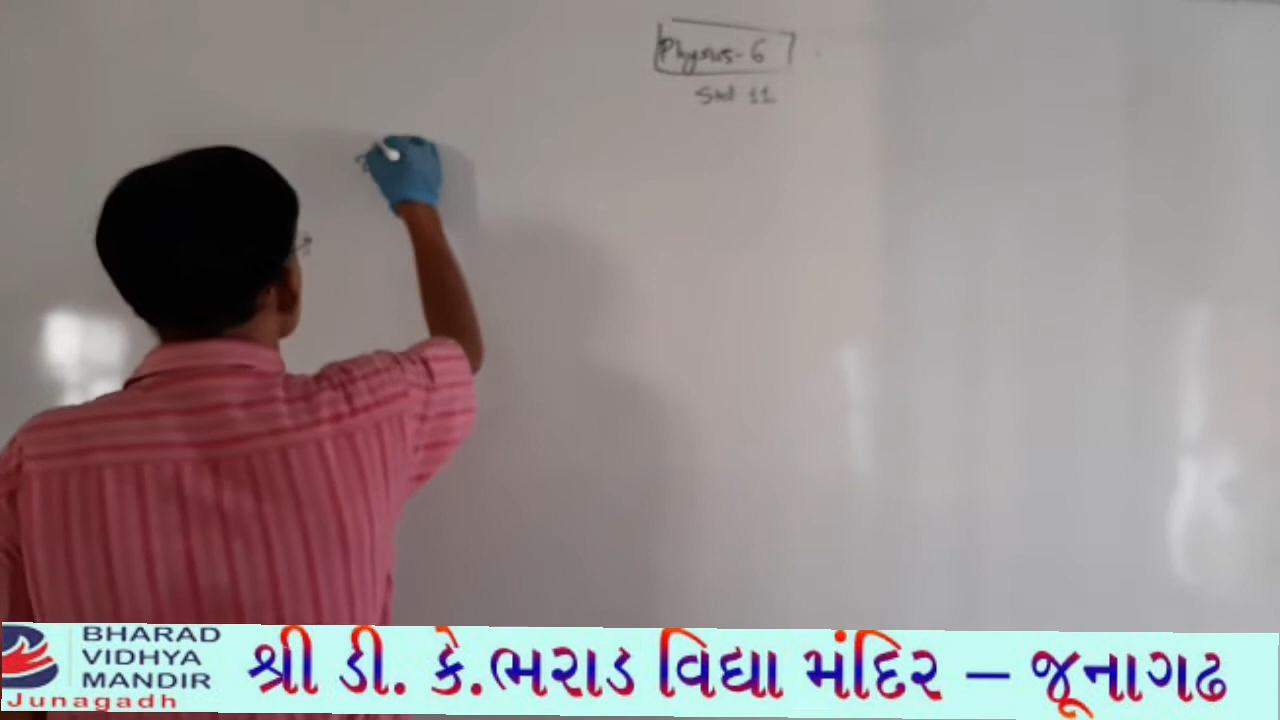 Physics-6
Std 11
BHARAD
VIDHYA
MANDIR
Junagadh
શ્રી ડી. કે.ભરાડ વિદ્યા મંદિર – જૂનાગઢ